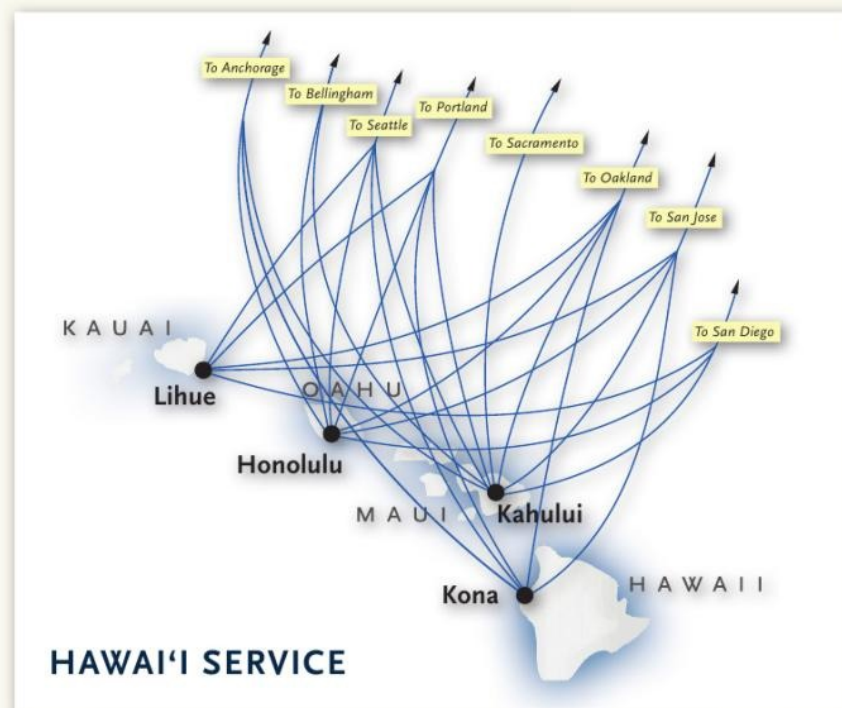 To Anchorage
To Bellingham
To Seattle
To Portland
To Sacramento
To Oakland
To San Jose
To San Diego
KAUAI
Lihue
OAHU
Honolulu
MAUI
Kahului
Kona
HAWAII
HAWAI‘I SERVICE